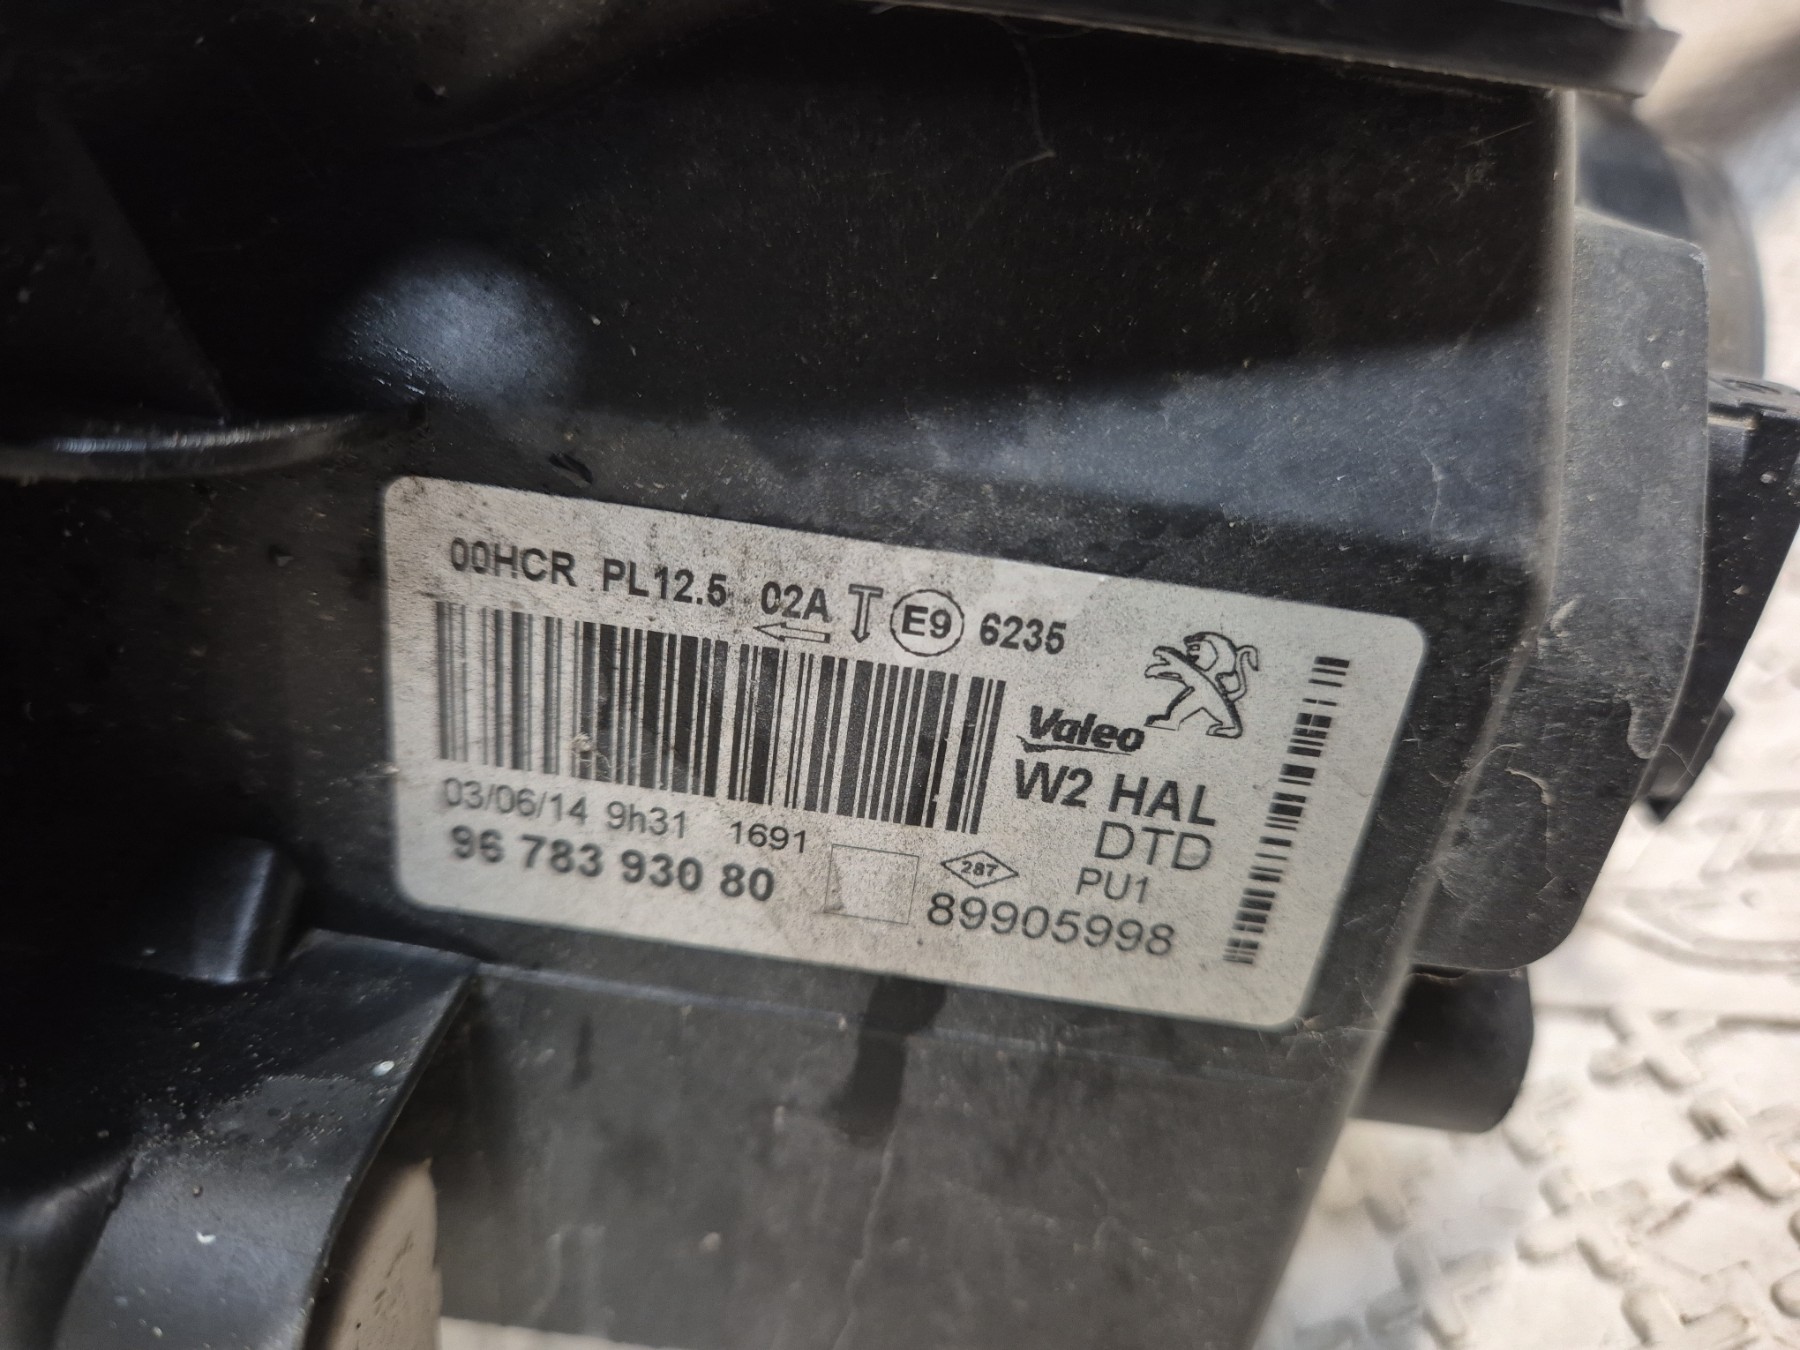 00HCR PL12.5 02A E9 6235
Valeo
W2 HAL
DTD
03/06/14 9h31 1691
PU1
96 783 930 80
287
89905998